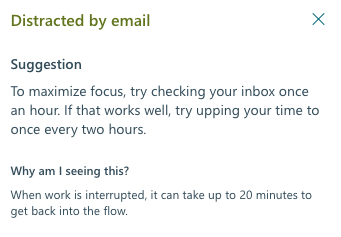 Distracted by email
Suggestion
To maximize focus, try checking your inbox once
an hour. If that works well, try upping your time to
once every two hours.
Why am I seeing this?
When work is interrupted, it can take up to 20 minutes to
get back into the flow.